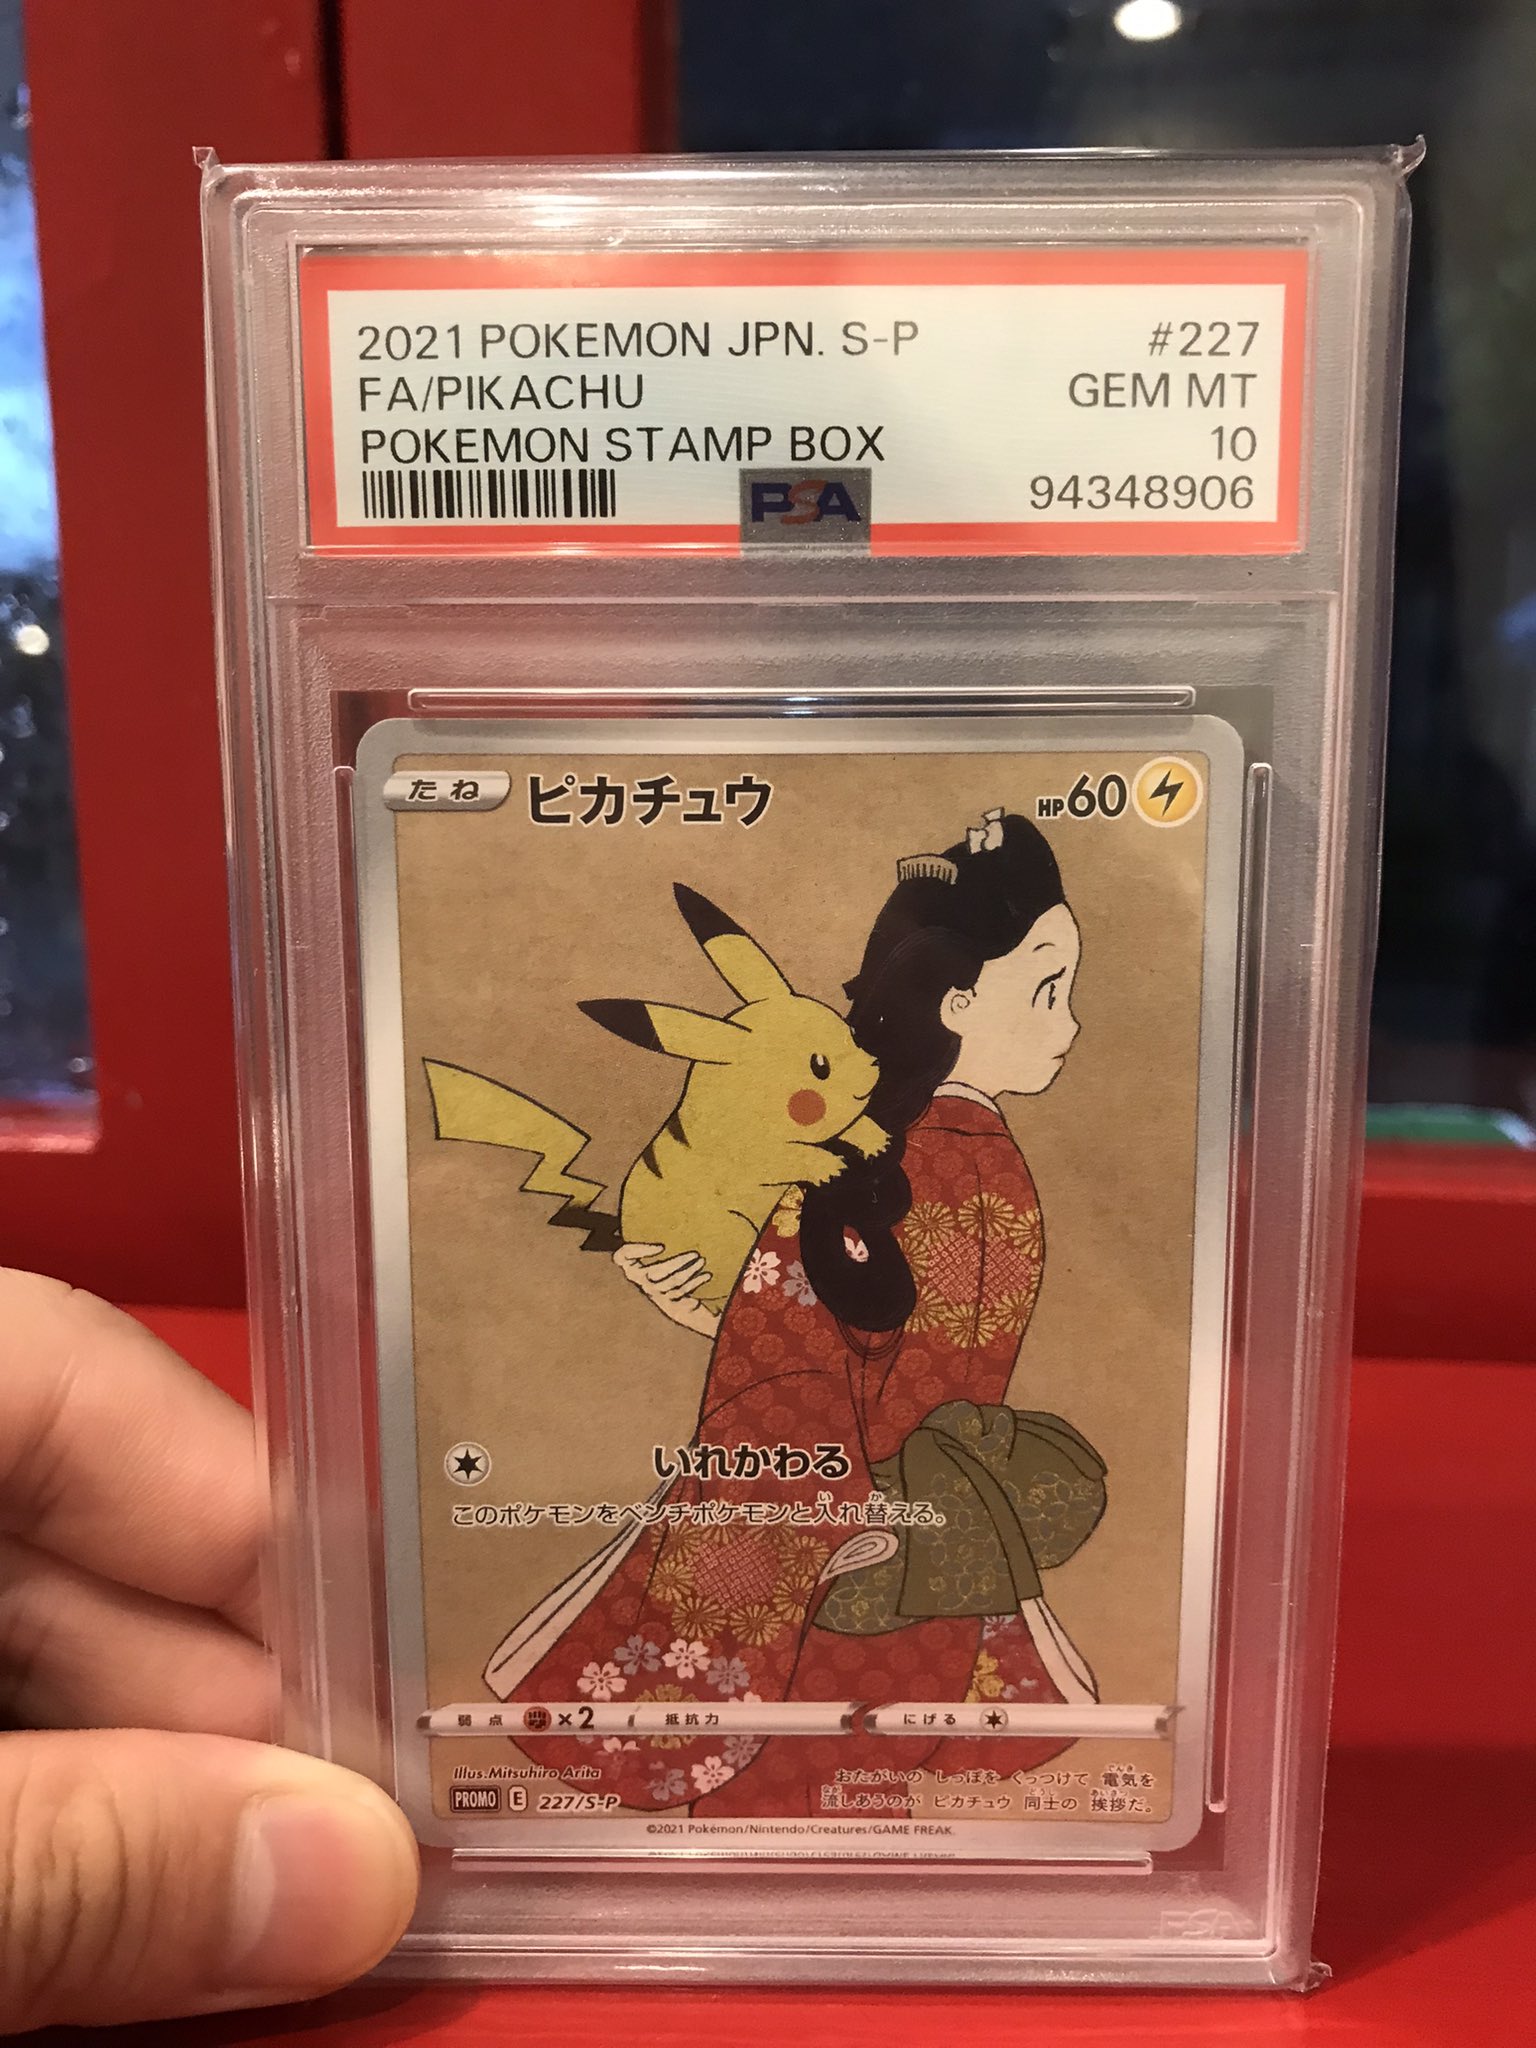 2021 POKEMON JPN. S-P #227
FA/PIKACHU GEM MT
POKEMON STAMP BOX 10
PSA 94348906
たね ピカチュウ HP60
いれかわる
このポケモンをベンチポケモンと入れ替える。
弱点 ×2 抵抗力 にげる
Illus.Mitsuhiro Arita
PROMO E 227/S-P
おたがいの しっぽを くっつけて 電気を
流しあうのが ピカチュウ 同士の 挨拶だ。
©2021 Pokémon/Nintendo/Creatures/GAME FREAK.
PSA